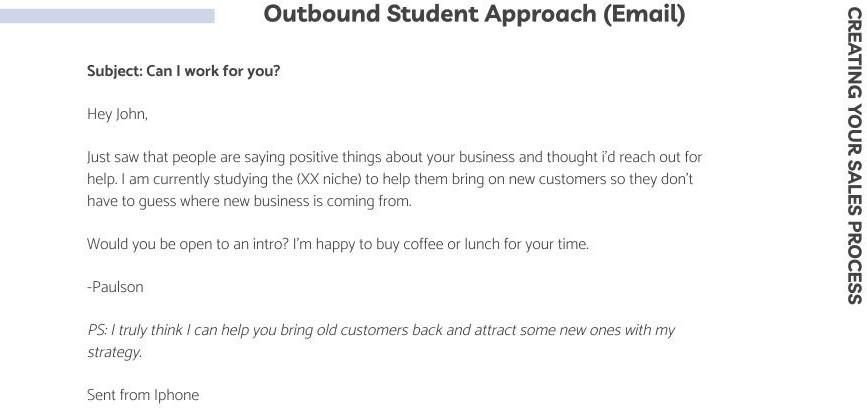 Outbound Student Approach (Email)
Subject: Can I work for you?
Hey John,
Just saw that people are saying positive things about your business and thought i'd reach out for
help. I am currently studying the (XX niche) to help them bring on new customers so they don't
have to guess where new business is coming from.
Would you be open to an intro? I'm happy to buy coffee or lunch for your time.
-Paulson
PS: I truly think I can help you bring old customers back and attract some new ones with my
strategy.
Sent from Iphone
CREATING YOUR SALES PROCESS